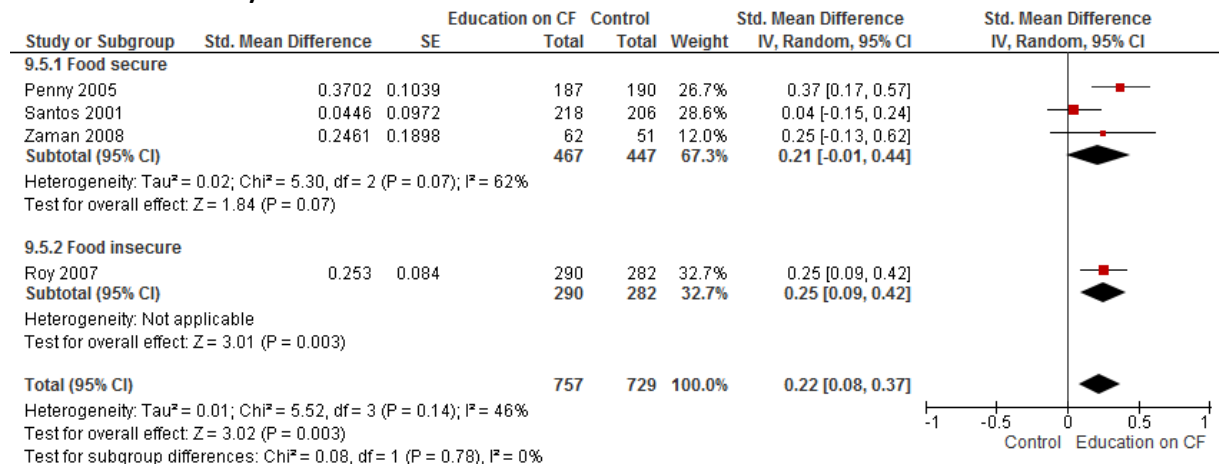 Education on CF Control Std. Mean Difference Std. Mean Difference
Study or Subgroup Std. Mean Difference SE Total Total Weight IV, Random, 95% CI IV, Random, 95% CI
9.5.1 Food secure
Penny 2005 0.3702 0.1039 187 190 26.7% 0.37 [0.17, 0.57]
Santos 2001 0.0446 0.0972 218 206 28.6% 0.04 [-0.15, 0.24]
Zaman 2008 0.2461 0.1898 62 51 12.0% 0.25 [-0.13, 0.62]
Subtotal (95% CI) 467 447 67.3% 0.21 [-0.01, 0.44]
Heterogeneity: Tau² = 0.02; Chi² = 5.30, df = 2 (P = 0.07); I² = 62%
Test for overall effect: Z = 1.84 (P = 0.07)
9.5.2 Food insecure
Roy 2007 0.253 0.084 290 282 32.7% 0.25 [0.09, 0.42]
Subtotal (95% CI) 290 282 32.7% 0.25 [0.09, 0.42]
Heterogeneity: Not applicable
Test for overall effect: Z = 3.01 (P = 0.003)
Total (95% CI) 757 729 100.0% 0.22 [0.08, 0.37]
Heterogeneity: Tau² = 0.01; Chi² = 5.52, df = 3 (P = 0.14); I² = 46%
Test for overall effect: Z = 3.02 (P = 0.003)
Test for subgroup differences: Chi² = 0.08, df = 1 (P = 0.78), I² = 0%
-1 -0.5 0 0.5 1
Control Education on CF